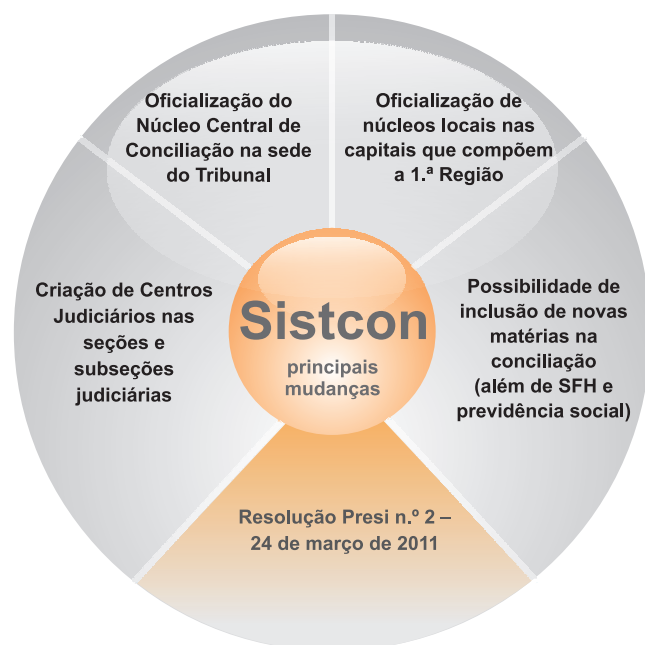 Oficialização do
Núcleo Central de
Conciliação na sede
do Tribunal
Oficialização de
núcleos locais nas
capitais que compõem
a 1.ª Região
Criação de Centros
Judiciários nas
seções e
subseções
judiciárias
Sistcon
principais
mudanças
Possibilidade de
inclusão de novas
matérias na
conciliação
(além de SFH e
previdência social)
Resolução Presi n.º 2 –
24 de março de 2011